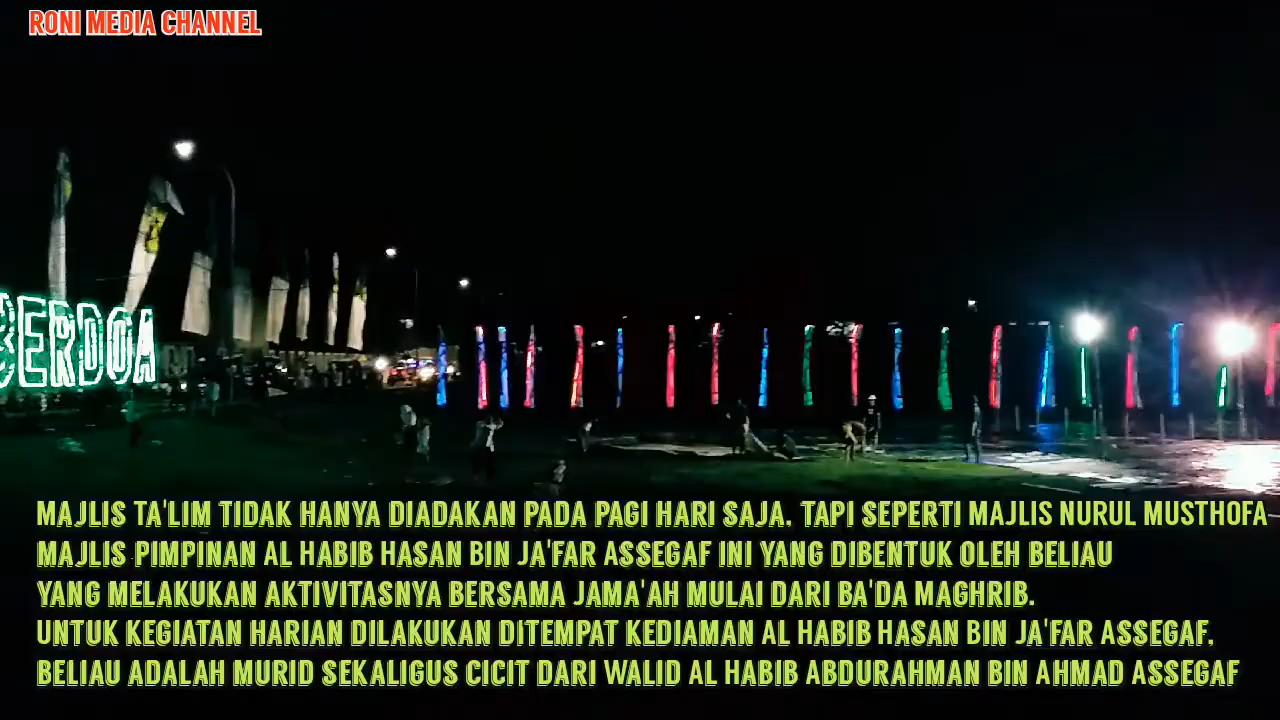 RONI MEDIA CHANNEL
BERDOA
MAJLIS TA'LIM TIDAK HANYA DIADAKAN PADA PAGI HARI SAJA. TAPI SEPERTI MAJLIS NURUL MUSTHOFA
MAJLIS PIMPINAN AL HABIB HASAN BIN JA'FAR ASSEGAF INI YANG DIBENTUK OLEH BELIAU
YANG MELAKUKAN AKTIVITASNYA BERSAMA JAMA'AH MULAI DARI BA'DA MAGHRIB.
UNTUK KEGIATAN HARIAN DILAKUKAN DITEMPAT KEDIAMAN AL HABIB HASAN BIN JA'FAR ASSEGAF,
BELIAU ADALAH MURID SEKALIGUS CICIT DARI WALID AL HABIB ABDURAHMAN BIN AHMAD ASSEGAF